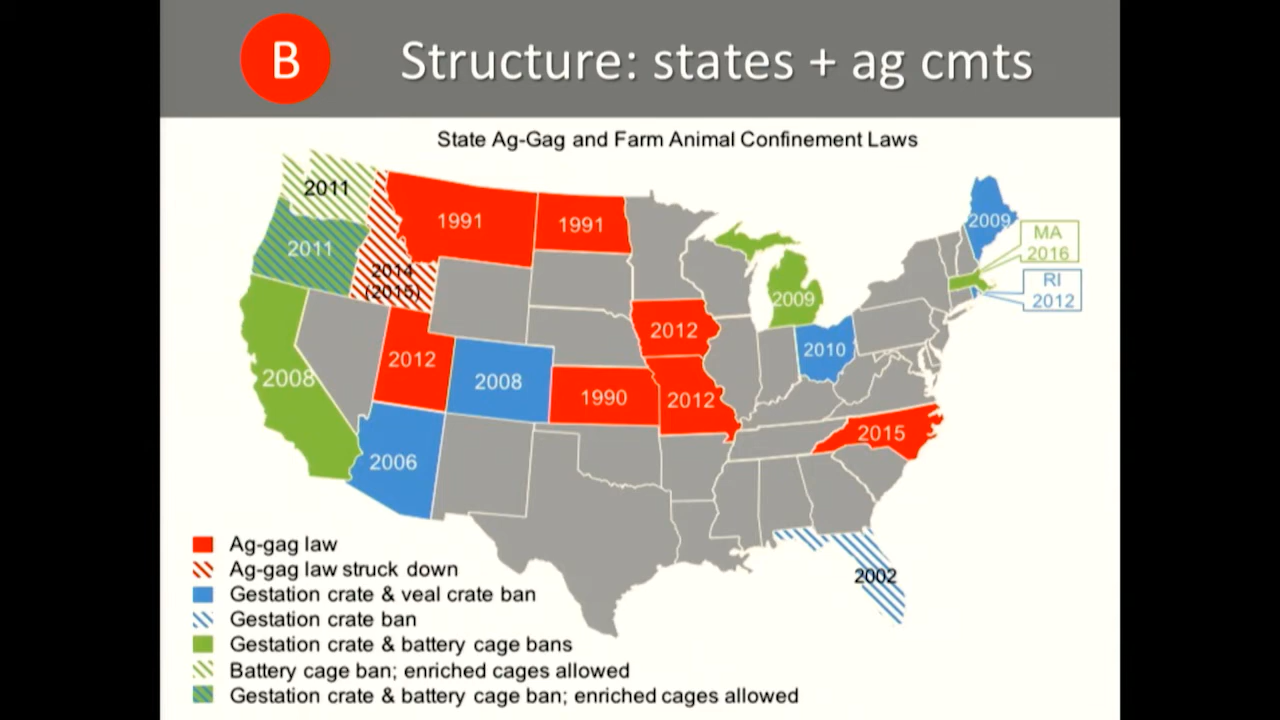 B
Structure: states + ag cmts
State Ag-Gag and Farm Animal Confinement Laws
2011
1991
1991
2009
MA
2016
2011
2014
(2015)
RI
2012
2009
2012
2010
2012
2008
2008
1990
2012
2015
2006
2002
Ag-gag law
Ag-gag law struck down
Gestation crate & veal crate ban
Gestation crate ban
Gestation crate & battery cage bans
Battery cage ban; enriched cages allowed
Gestation crate & battery cage ban; enriched cages allowed